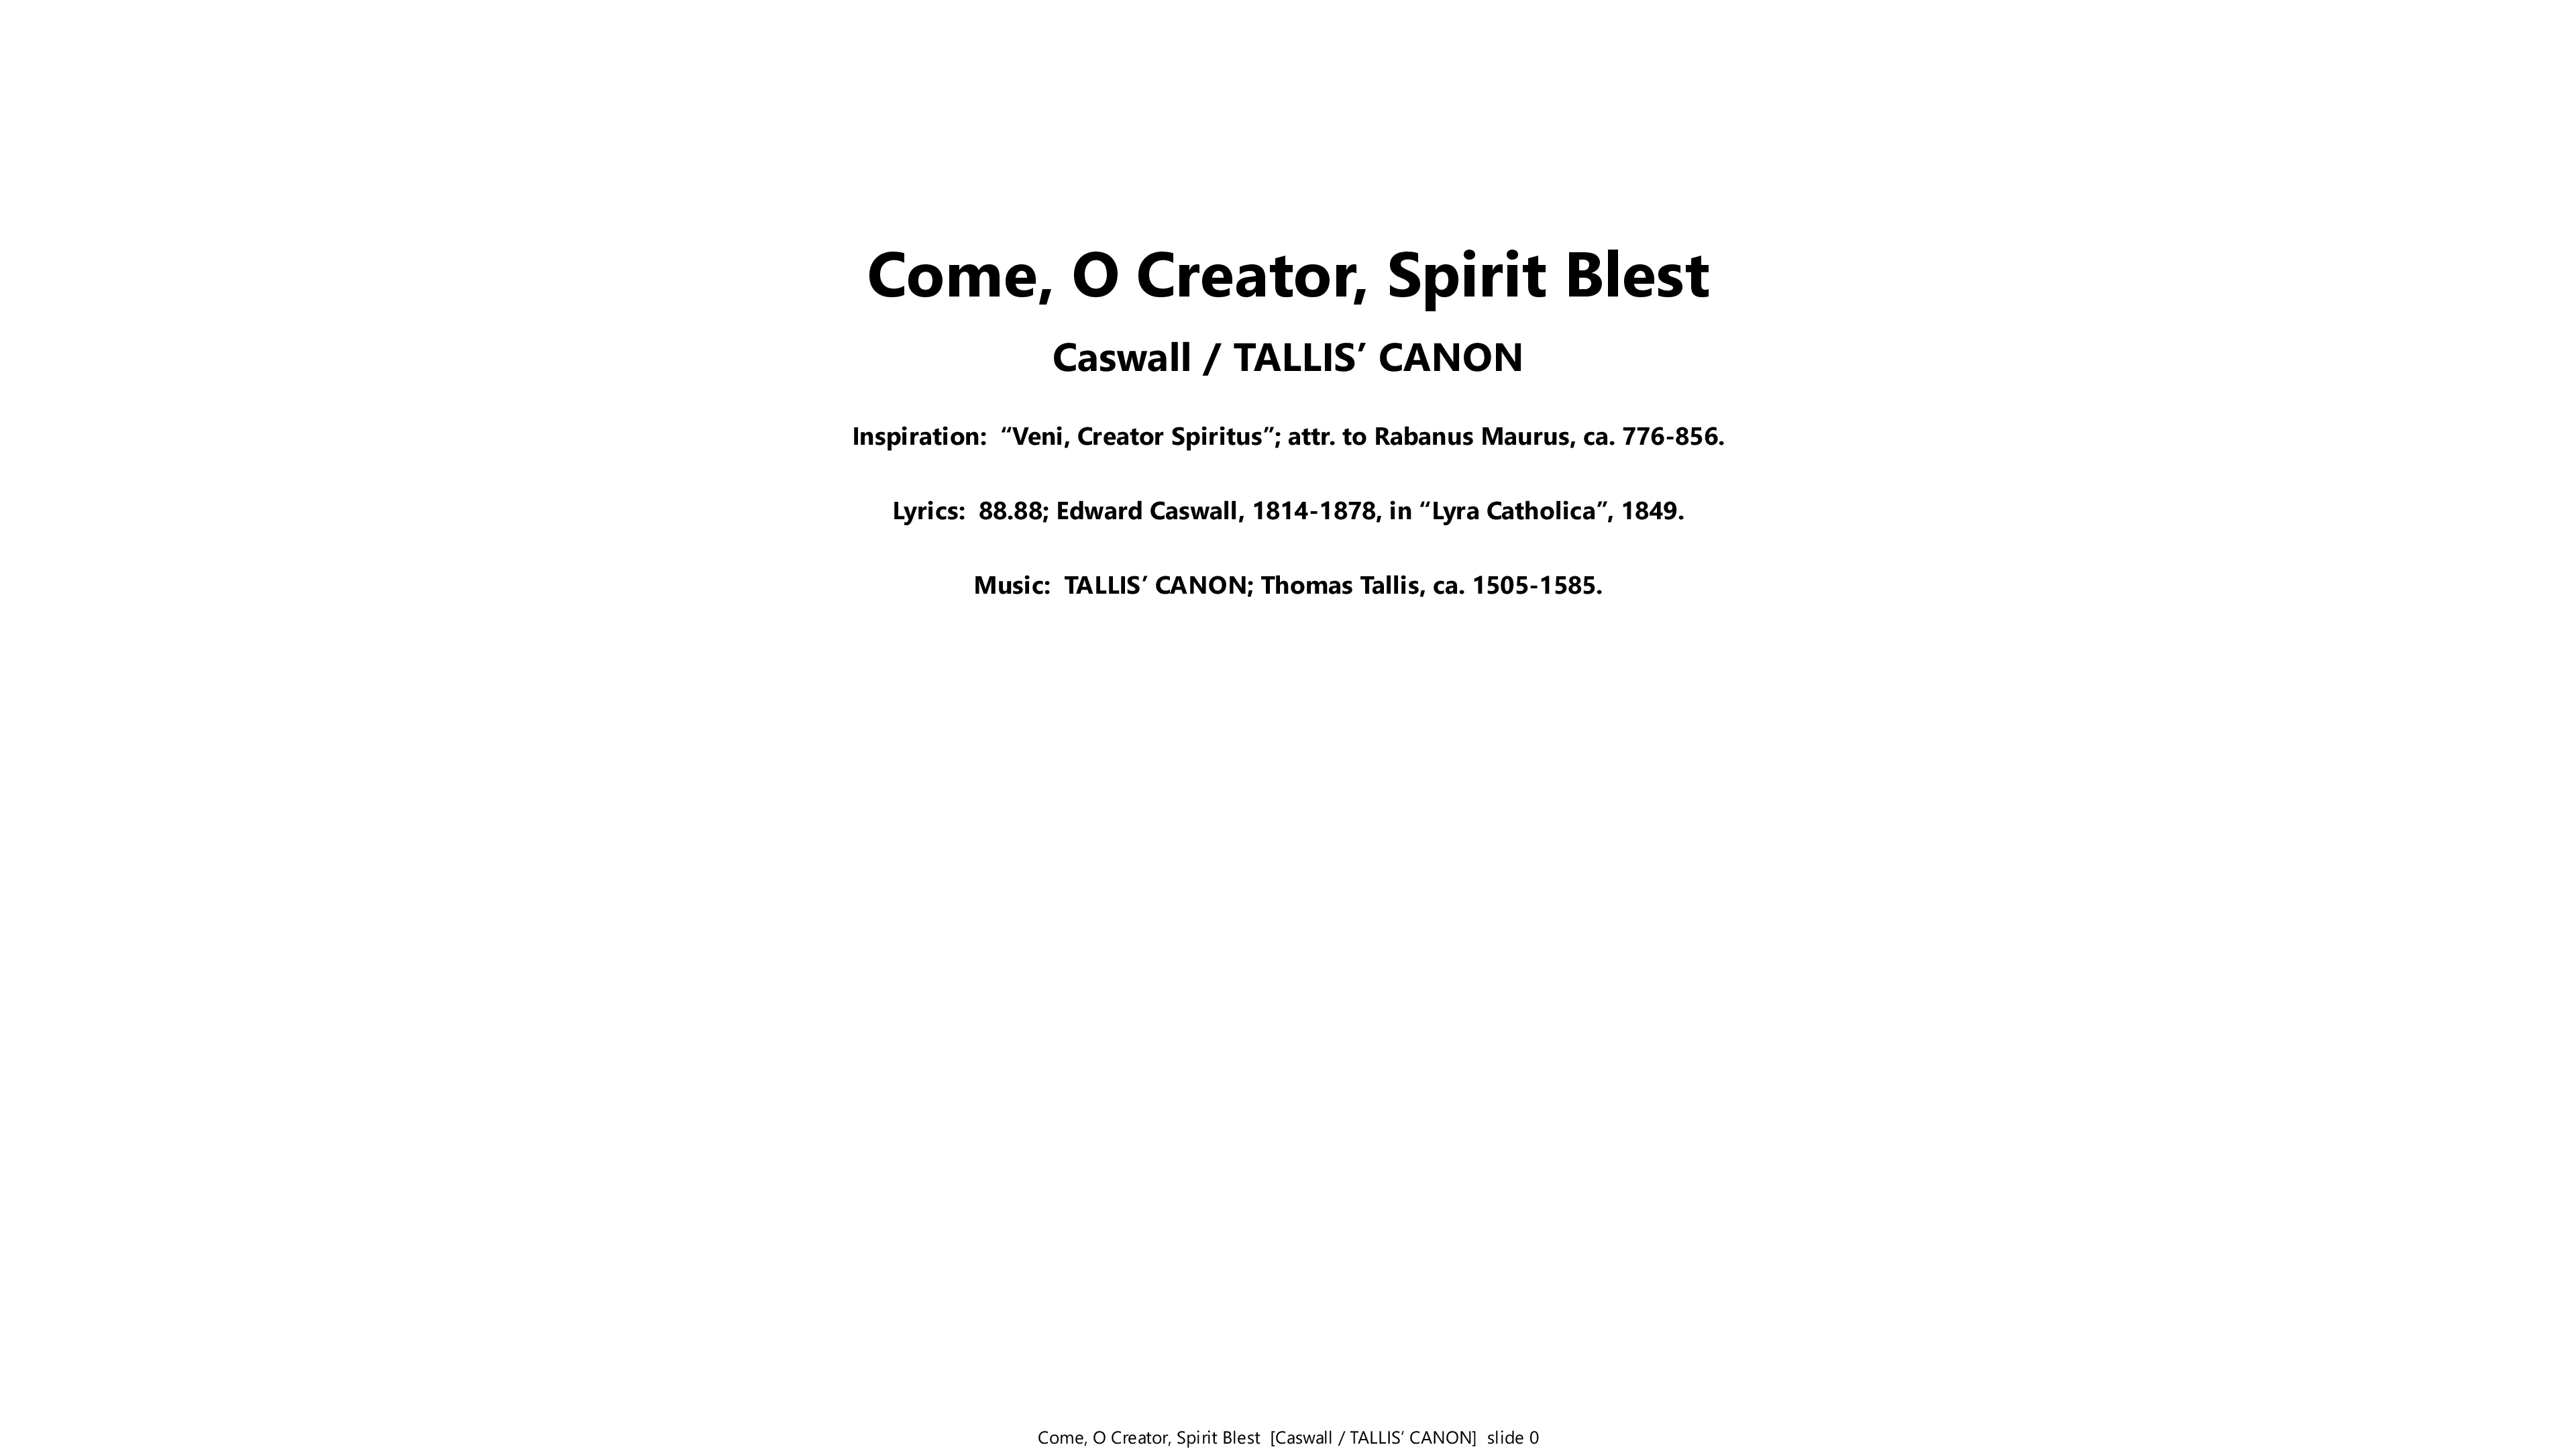 Come, O Creator, Spirit Blest
Caswall / TALLIS’ CANON
Inspiration:  “Veni, Creator Spiritus”; attr. to Rabanus Maurus, ca. 776-856.
Lyrics:  88.88; Edward Caswall, 1814-1878, in “Lyra Catholica”, 1849.
Music:  TALLIS’ CANON; Thomas Tallis, ca. 1505-1585.
Come, O Creator, Spirit Blest  [Caswall / TALLIS’ CANON]  slide 0